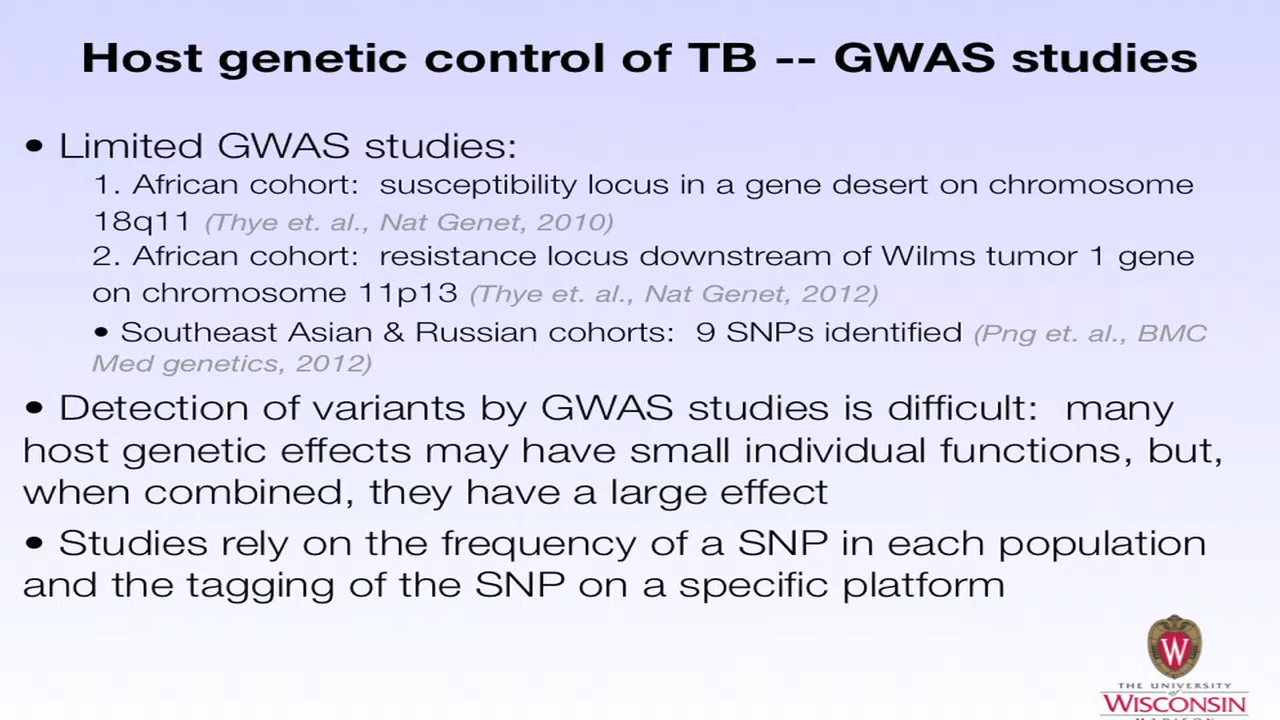 Host genetic control of TB -- GWAS studies
• Limited GWAS studies:
1. African cohort: susceptibility locus in a gene desert on chromosome
18q11 (Thye et. al., Nat Genet, 2010)
2. African cohort: resistance locus downstream of Wilms tumor 1 gene
on chromosome 11p13 (Thye et. al., Nat Genet, 2012)
• Southeast Asian & Russian cohorts: 9 SNPs identified (Png et. al., BMC
Med genetics, 2012)
• Detection of variants by GWAS studies is difficult: many
host genetic effects may have small individual functions, but,
when combined, they have a large effect
• Studies rely on the frequency of a SNP in each population
and the tagging of the SNP on a specific platform
W
THE UNIVERSITY
of
WISCONSIN
MADISON